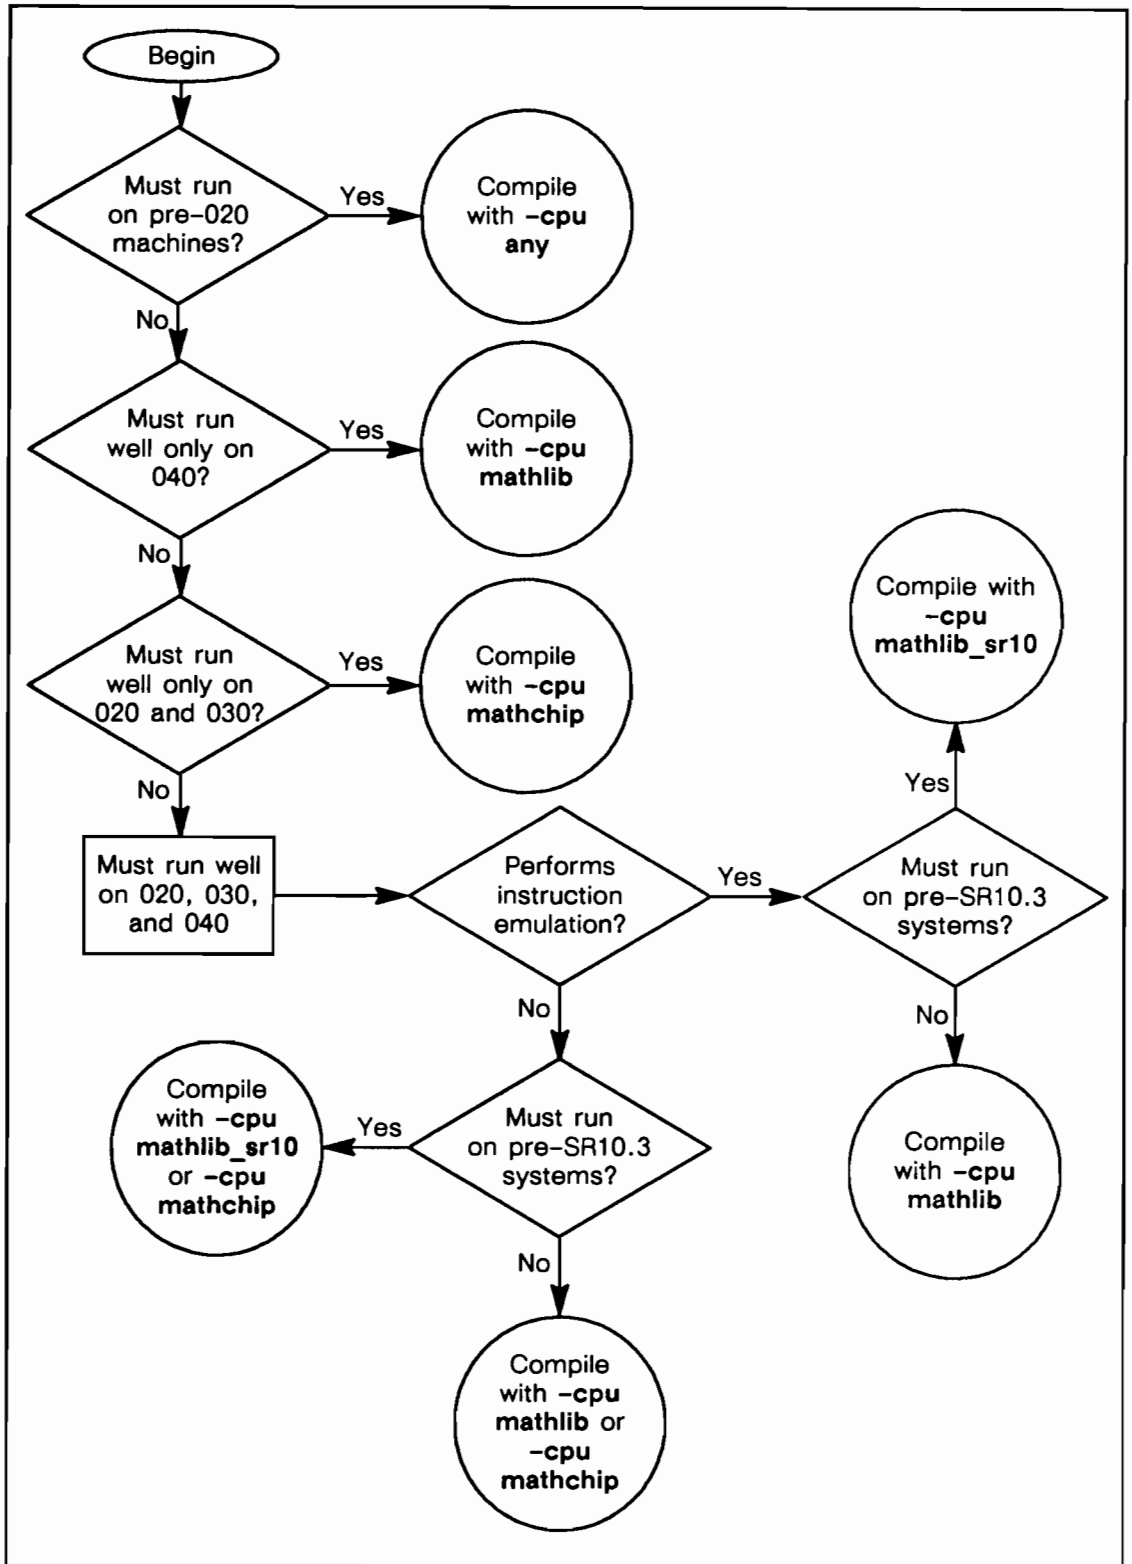 Begin
Must run
on pre-020
machines?
Yes
Compile
with -cpu
any
No
Must run
well only on
040?
Yes
Compile
with -cpu
mathlib
No
Must run
well only on
020 and 030?
Yes
Compile
with -cpu
mathchip
No
Must run well
on 020, 030,
and 040
Performs
instruction
emulation?
Yes
Must run
on pre-SR10.3
systems?
Yes
Compile with
-cpu
mathlib_sr10
No
Compile
with -cpu
mathlib
No
Must run
on pre-SR10.3
systems?
Yes
Compile
with -cpu
mathlib_sr10
or -cpu
mathchip
No
Compile
with -cpu
mathlib or
-cpu
mathchip